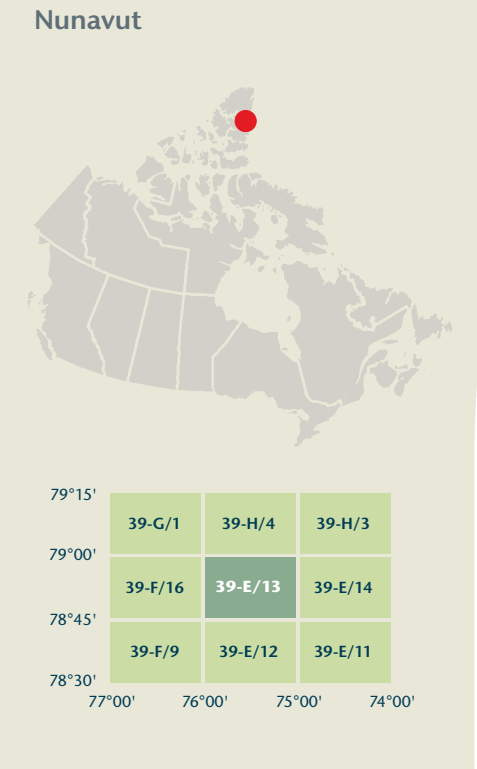 Nunavut
79°15'
39-G/1 39-H/4 39-H/3
79°00'
39-F/16 39-E/13 39-E/14
78°45'
39-F/9 39-E/12 39-E/11
78°30'
77°00' 76°00' 75°00' 74°00'